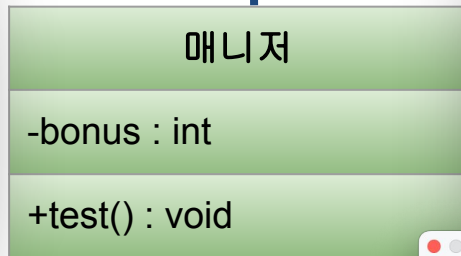 매니저
-bonus : int
+test() : void